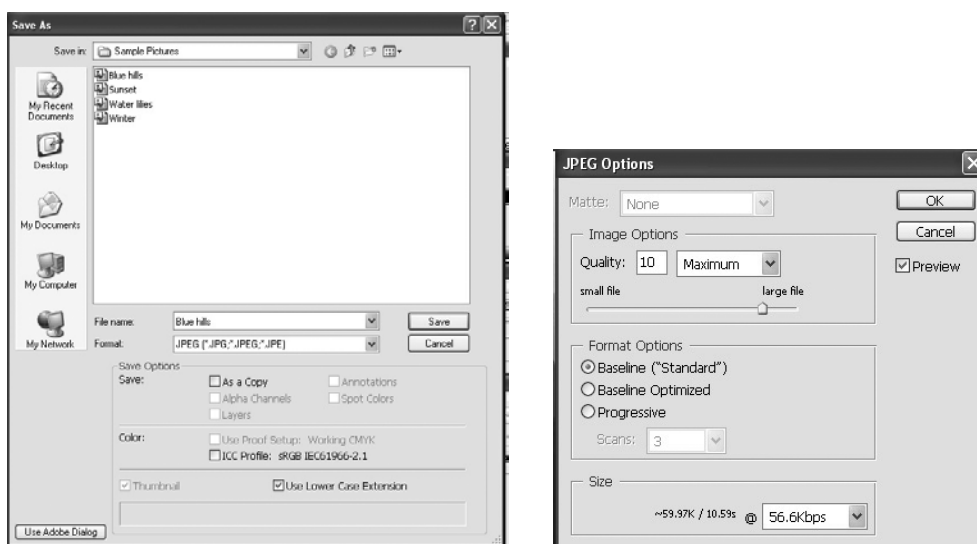 Save As
Save in: Sample Pictures
Blue hills
Sunset
Water lilies
Winter
My Recent
Documents
Desktop
My Documents
My Computer
My Network
File name: Blue hills Save
Format: JPEG (*.JPG;*.JPEG;*.JPE) Cancel
Save Options
Save: As a Copy Annotations
Alpha Channels Spot Colors
Layers
Color: Use Proof Setup: Working CMYK
ICC Profile: sRGB IEC61966-2.1
Thumbnail Use Lower Case Extension
Use Adobe Dialog
JPEG Options
Matte: None OK
Image Options Cancel
Quality: 10 Maximum Preview
small file large file
Format Options
Baseline ("Standard")
Baseline Optimized
Progressive
Scans: 3
Size
~59.97K / 10.59s @ 56.6Kbps